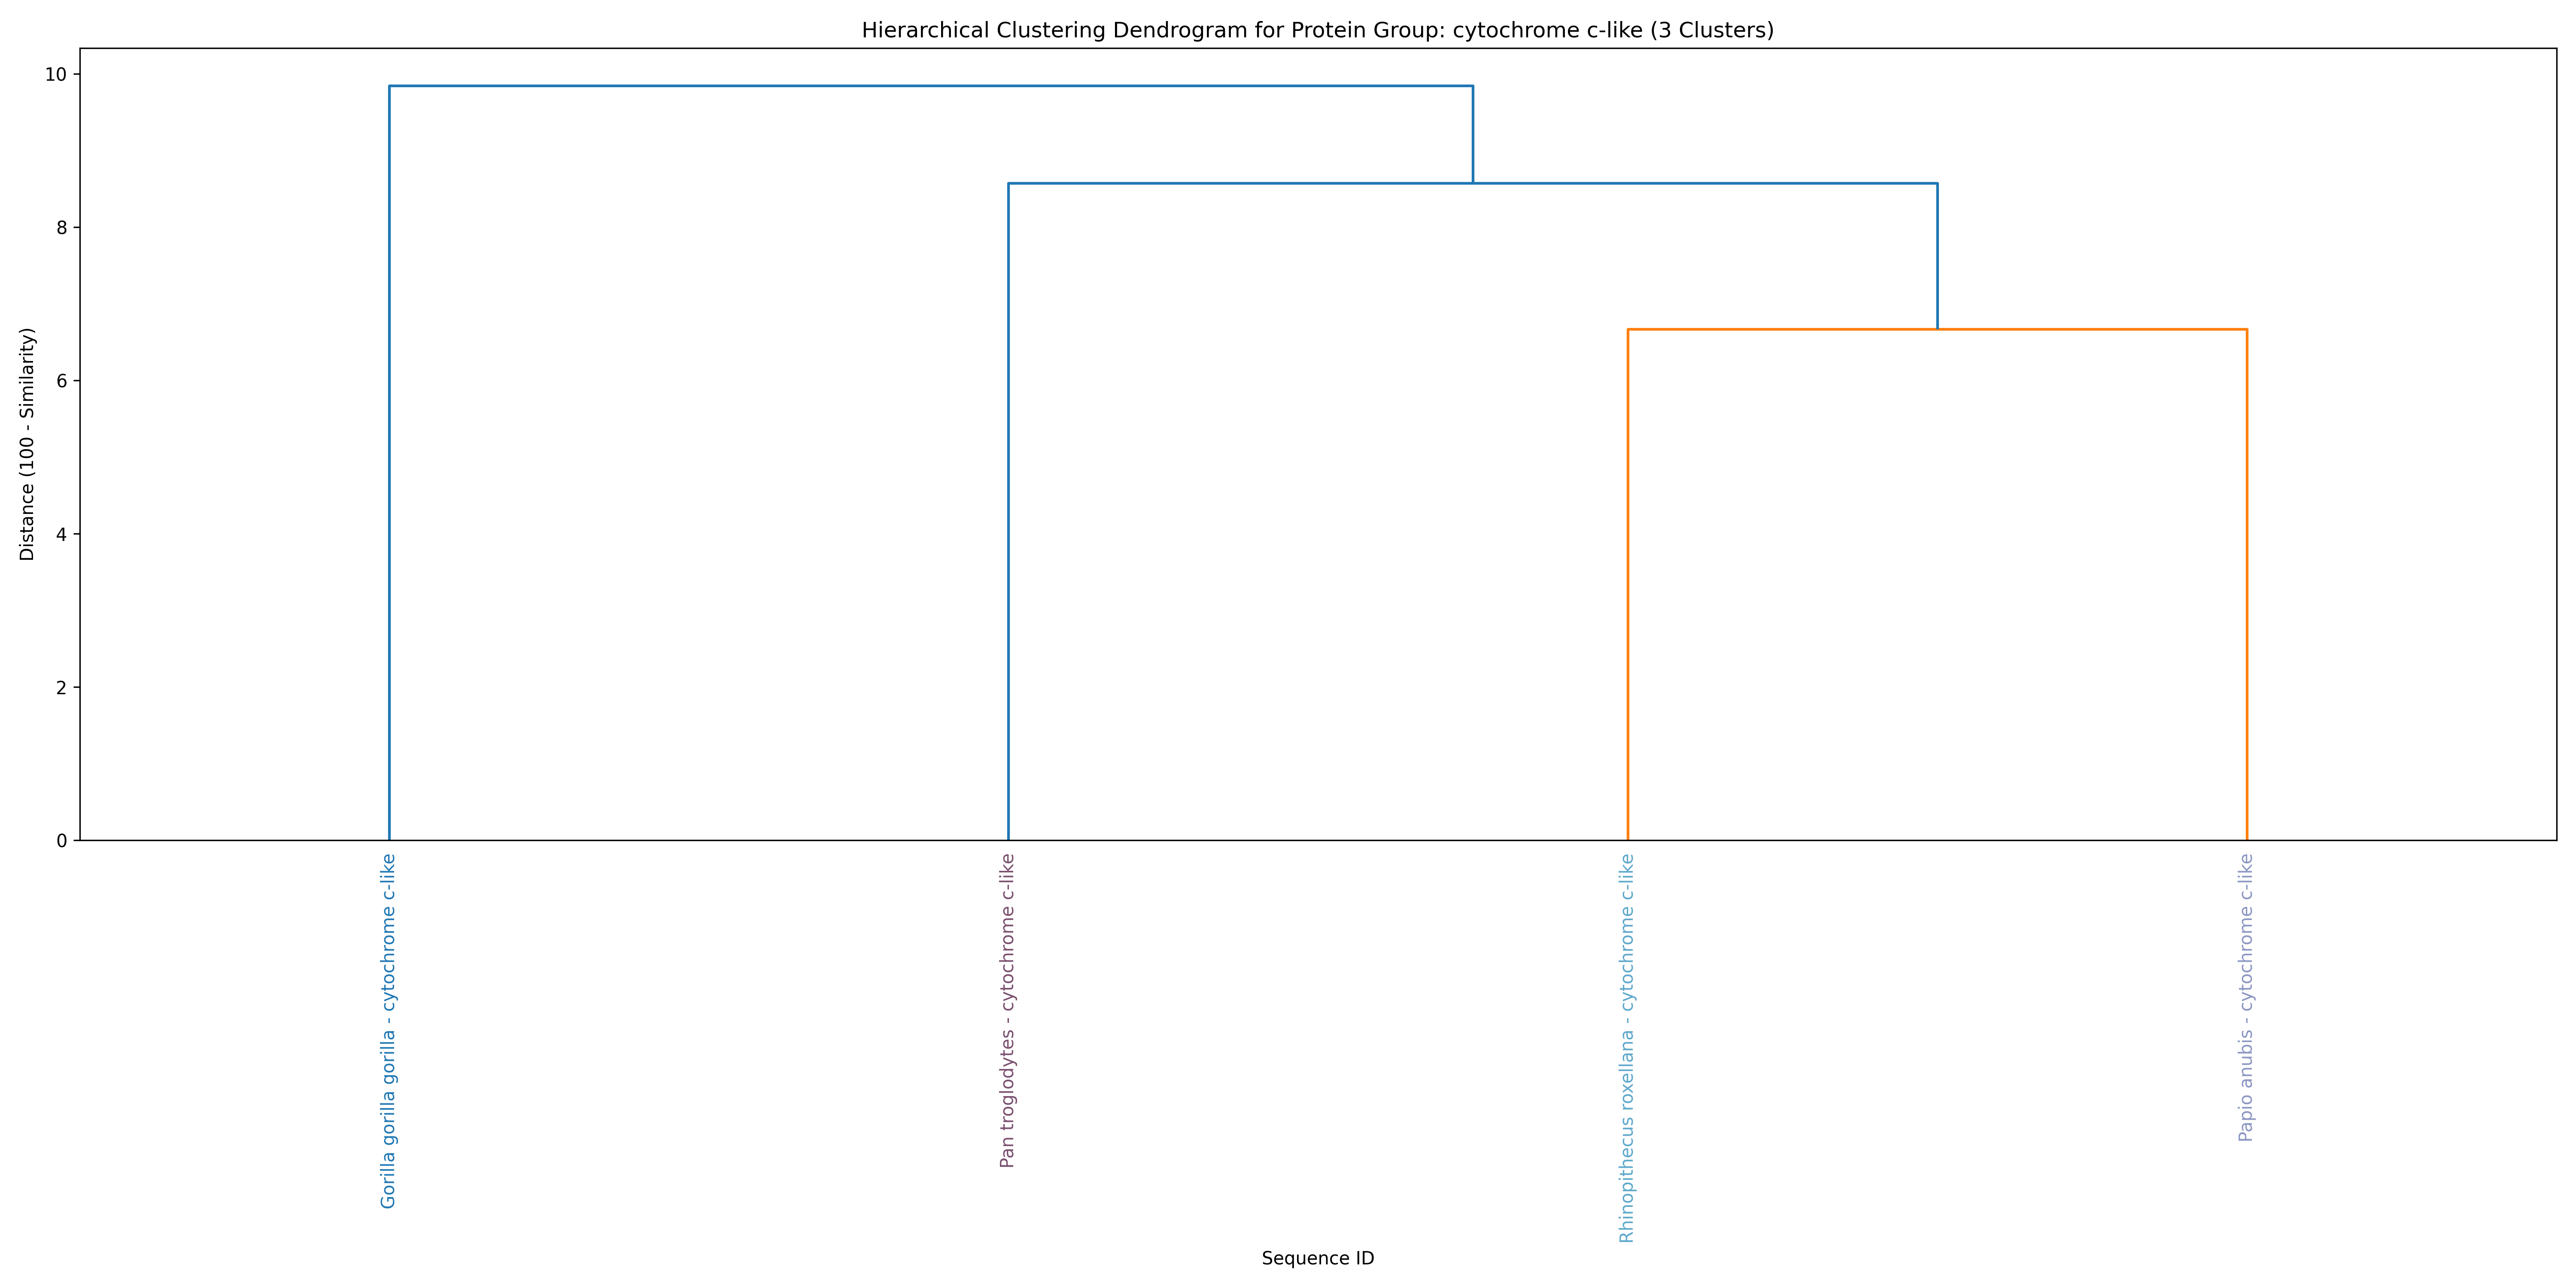 Hierarchical Clustering Dendrogram for Protein Group: cytochrome c-like (3 Clusters)
Distance (100 - Similarity)
10
8
6
4
2
0
Gorilla gorilla gorilla - cytochrome c-like
Pan troglodytes - cytochrome c-like
Rhinopithecus roxellana - cytochrome c-like
Papio anubis - cytochrome c-like
Sequence ID